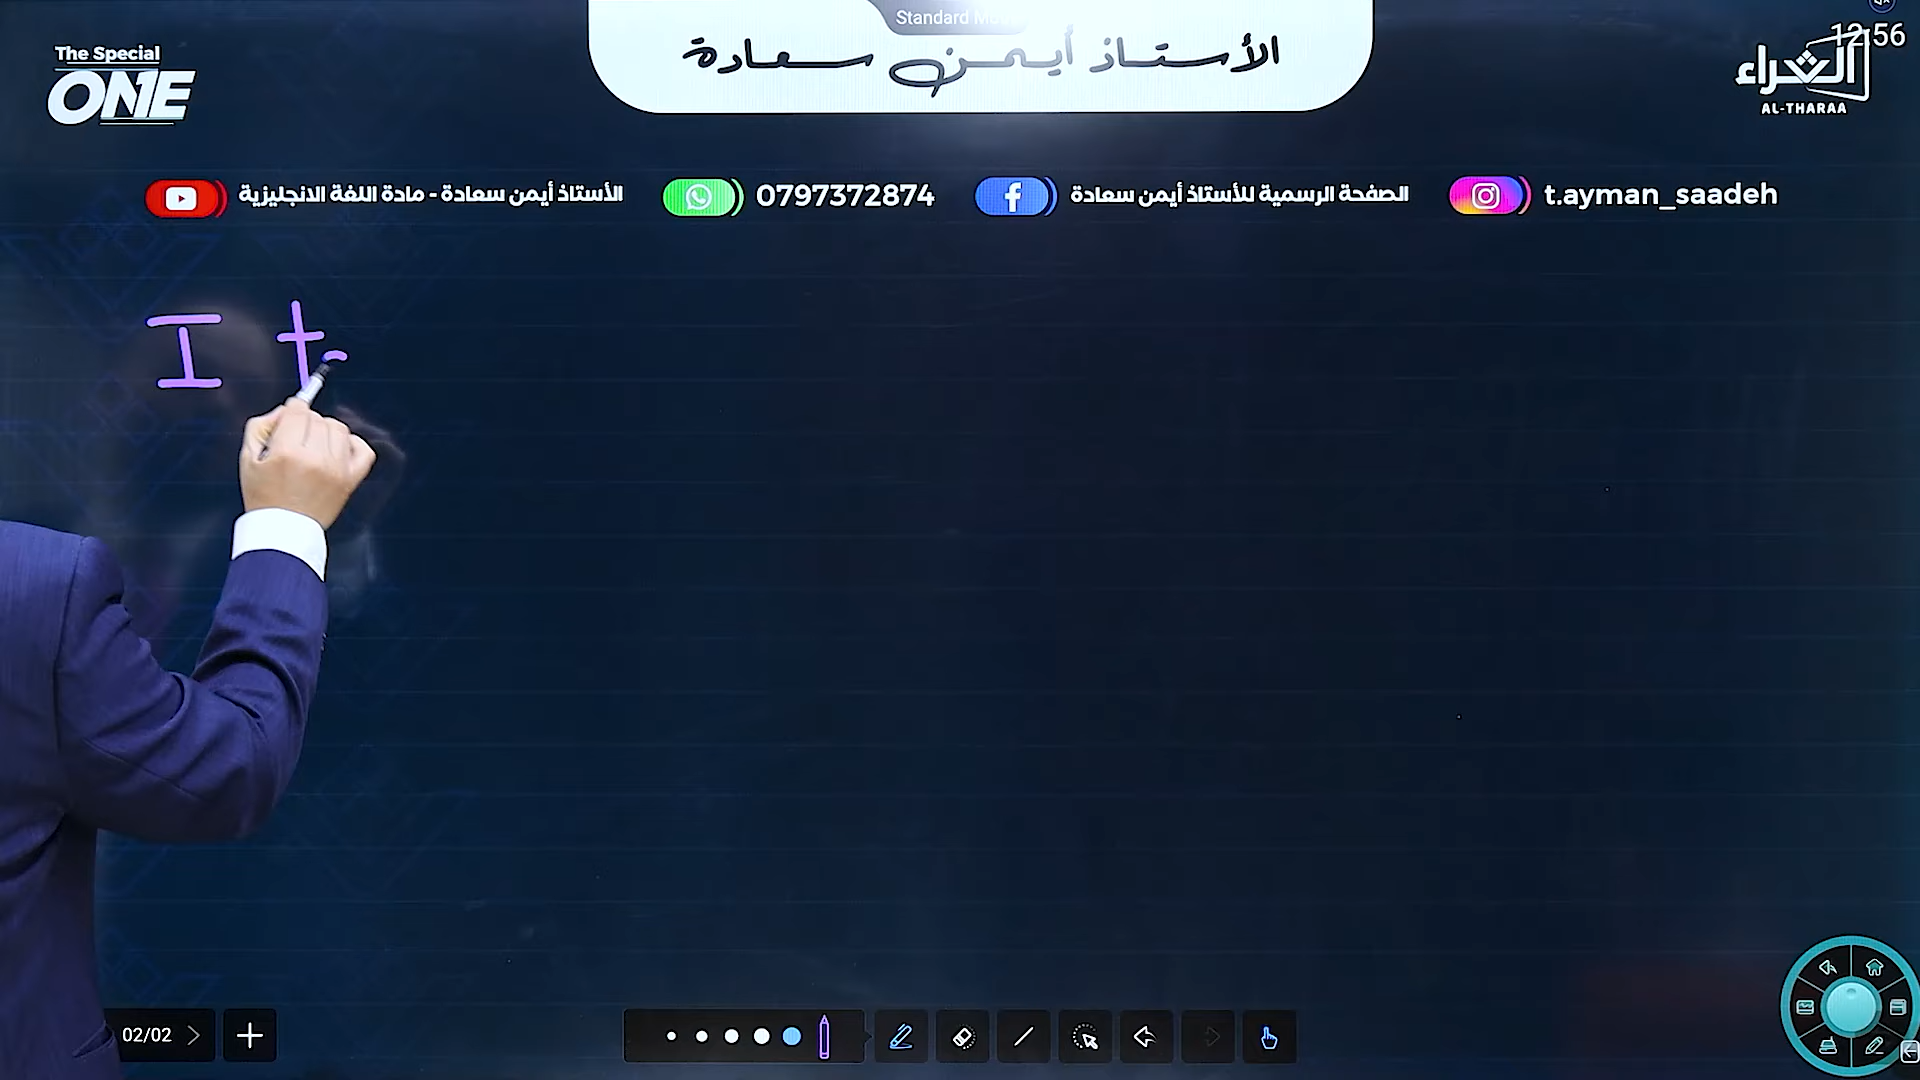 Standard Mode
12:56
The Special
ONE
الأستاذ أيمن سعادة
الثراء
AL-THARAA
الأستاذ أيمن سعادة - مادة اللغة الانجليزية
0797372874
الصفحة الرسمية للأستاذ أيمن سعادة
t.ayman_saadeh
I t
02/02